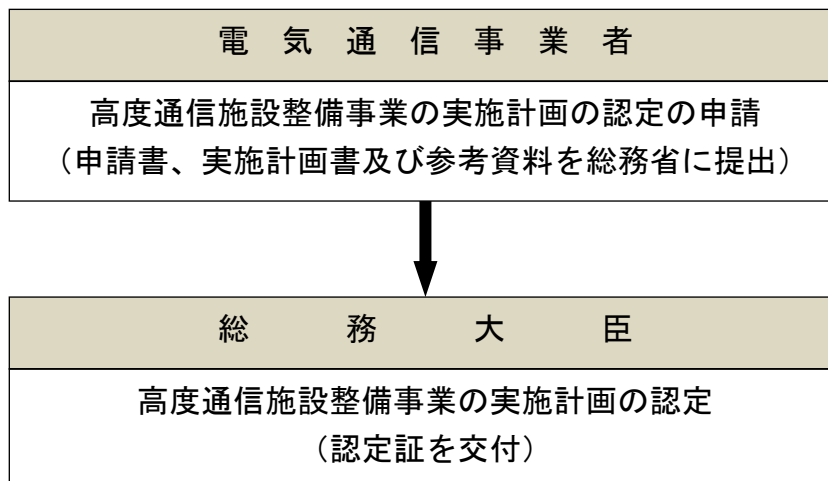 電気通信事業者
高度通信施設整備事業の実施計画の認定の申請
（申請書、実施計画書及び参考資料を総務省に提出）
総務大臣
高度通信施設整備事業の実施計画の認定
（認定証を交付）